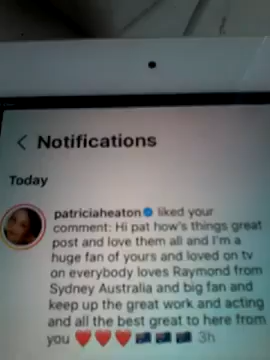 Notifications
Today
patriciaheaton liked your
comment: Hi pat how's things great
post and love them all and I'm a
huge fan of yours and loved on tv
on everybody loves Raymond from
Sydney Australia and big fan and
keep up the great work and acting
and all the best great to here from
you ❤️❤️❤️🇦🇺🇦🇺🇦🇺 3h